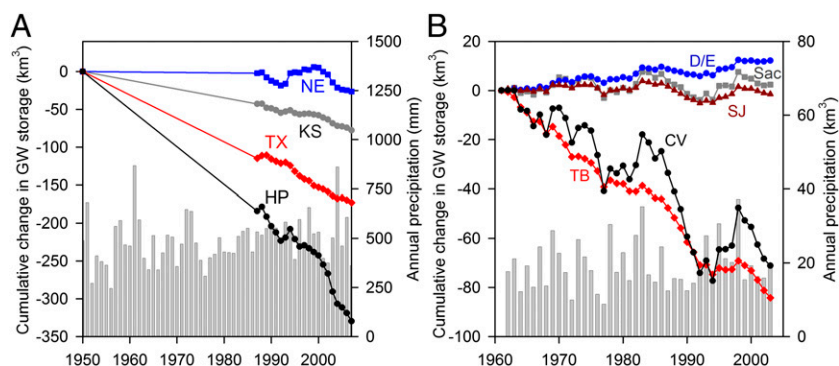 A
Cumulative change in GW storage (km³)
0
-50
-100
-150
-200
-250
-300
-350
NE
KS
TX
HP
1500
1250
1000
750
500
250
0
Annual precipitation (mm)
1950 1960 1970 1980 1990 2000
B
Cumulative change in GW storage (km³)
20
0
-20
-40
-60
-80
-100
D/E
Sac
SJ
CV
TB
80
60
40
20
0
Annual precipitation (km³)
1960 1970 1980 1990 2000